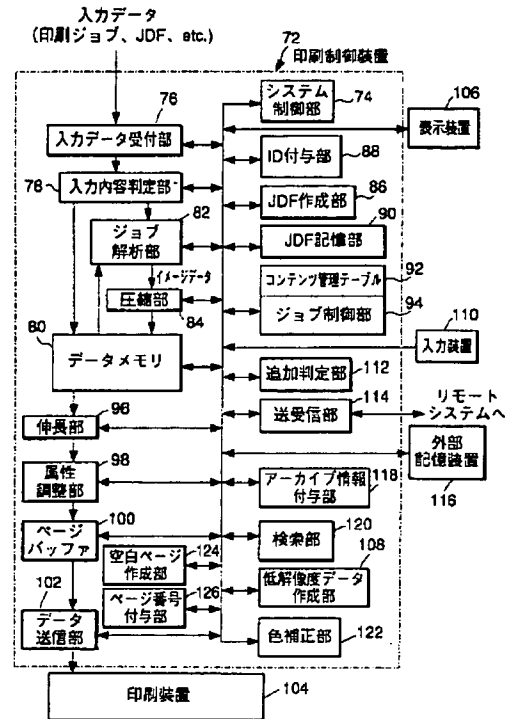 入力データ
(印刷ジョブ、JDF、etc.)
72
印刷制御装置
システム
制御部
74
106
表示装置
76
入力データ受付部
ID付与部
88
78
入力内容判定部
JDF作成部
86
82
ジョブ
解析部
JDF記憶部
90
イメージデータ
コンテンツ管理テーブル
92
圧縮部
84
ジョブ制御部
94
80
データメモリ
110
入力装置
追加判定部
112
送受信部
114
リモート
システムへ
伸長部
96
外部
記憶装置
116
属性
調整部
98
アーカイブ情報
付与部
118
ページ
バッファ
100
検索部
120
空白ページ
作成部
124
低解像度データ
作成部
108
102
データ
送信部
ページ番号
付与部
126
色補正部
122
印刷装置
104